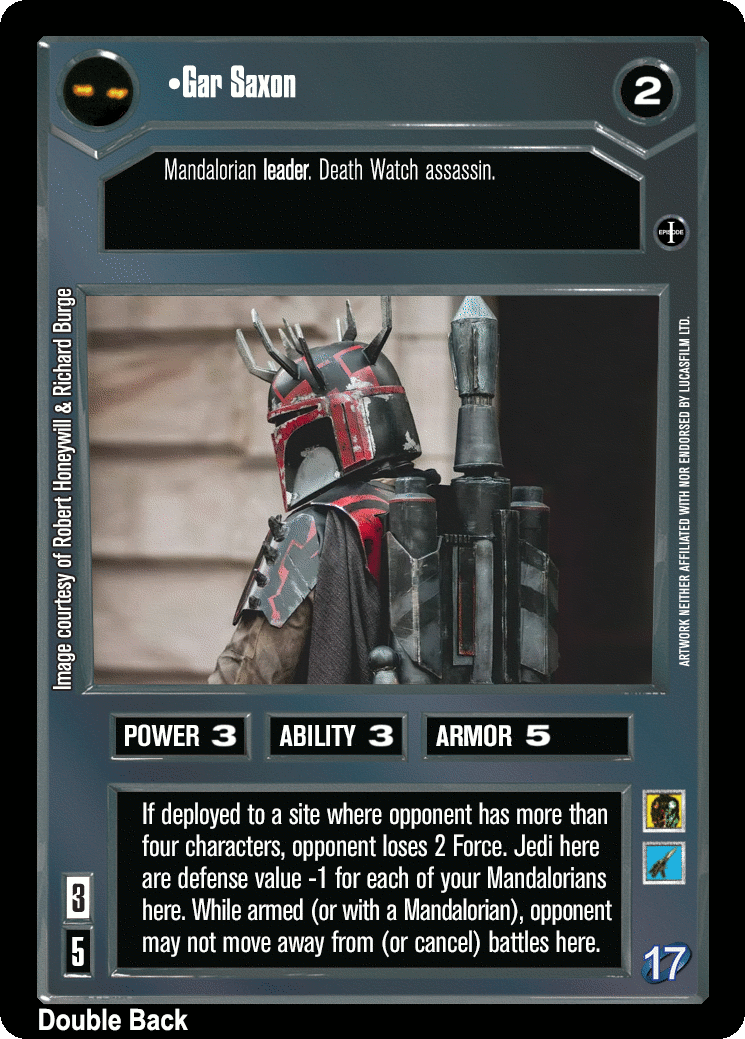 •Gar Saxon
2
Mandalorian leader. Death Watch assassin.
EPISODE I
Image courtesy of Robert Honeywill & Richard Burge
ARTWORK NEITHER AFFILIATED WITH NOR ENDORSED BY LUCASFILM LTD.
POWER 3
ABILITY 3
ARMOR 5
If deployed to a site where opponent has more than
four characters, opponent loses 2 Force. Jedi here
are defense value -1 for each of your Mandalorians
here. While armed (or with a Mandalorian), opponent
may not move away from (or cancel) battles here.
3
5
17
Double Back